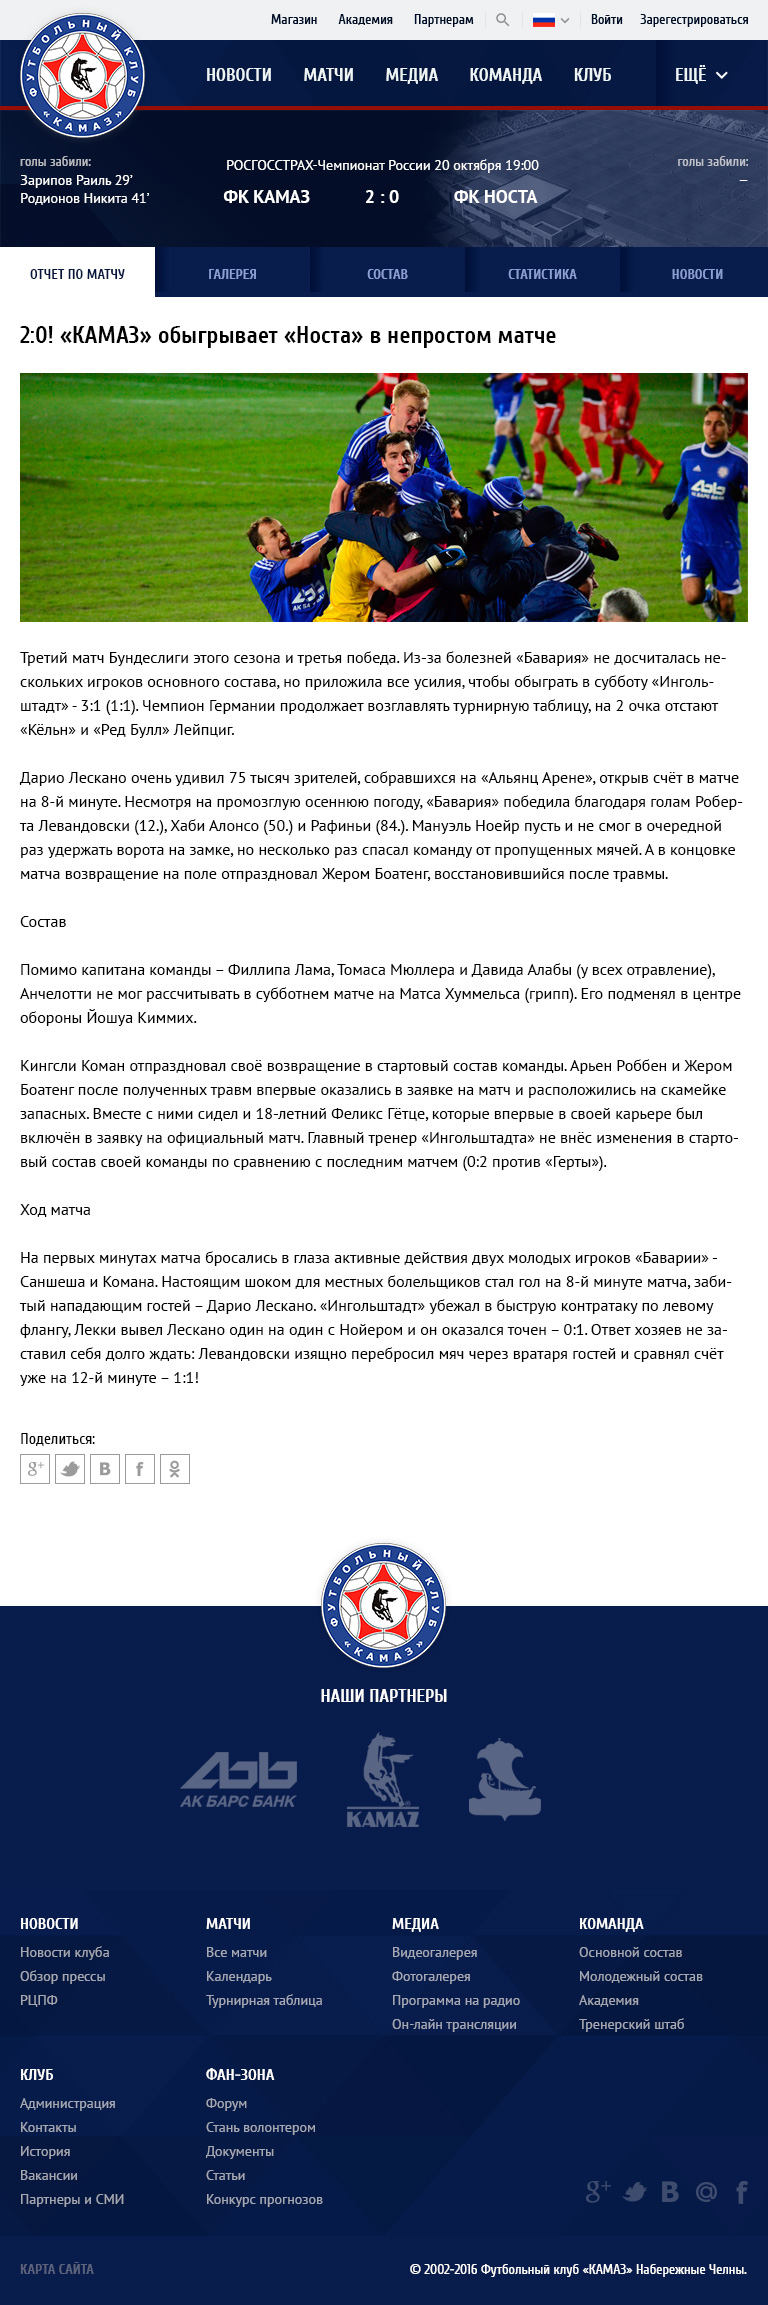 Магазин Академия Партнерам Войти Зарегестрироваться
ФУТБОЛЬНЫЙ КЛУБ «КАМАЗ»
НОВОСТИ МАТЧИ МЕДИА КОМАНДА КЛУБ ЕЩЁ
голы забили:
Зарипов Раиль 29’
Родионов Никита 41’
РОСГОССТРАХ-Чемпионат России 20 октября 19:00
ФК КАМАЗ 2 : 0 ФК НОСТА
голы забили:
—
ОТЧЕТ ПО МАТЧУ ГАЛЕРЕЯ СОСТАВ СТАТИСТИКА НОВОСТИ
2:0! «КАМАЗ» обыгрывает «Носта» в непростом матче
АК БАРС БАНК
АК БА
Третий матч Бундеслиги этого сезона и третья победа. Из-за болезней «Бавария» не досчиталась не-
скольких игроков основного состава, но приложила все усилия, чтобы обыграть в субботу «Инголь-
штадт» - 3:1 (1:1). Чемпион Германии продолжает возглавлять турнирную таблицу, на 2 очка отстают
«Кёльн» и «Ред Булл» Лейпциг.
Дарио Лескано очень удивил 75 тысяч зрителей, собравшихся на «Альянц Арене», открыв счёт в матче
на 8-й минуте. Несмотря на промозглую осеннюю погоду, «Бавария» победила благодаря голам Робер-
та Левандовски (12.), Хаби Алонсо (50.) и Рафиньи (84.). Мануэль Ноейр пусть и не смог в очередной
раз удержать ворота на замке, но несколько раз спасал команду от пропущенных мячей. А в концовке
матча возвращение на поле отпраздновал Жером Боатенг, восстановившийся после травмы.
Состав
Помимо капитана команды – Филлипа Лама, Томаса Мюллера и Давида Алабы (у всех отравление),
Анчелотти не мог рассчитывать в субботнем матче на Матса Хуммельса (грипп). Его подменял в центре
обороны Йошуа Киммих.
Кингсли Коман отпраздновал своё возвращение в стартовый состав команды. Арьен Роббен и Жером
Боатенг после полученных травм впервые оказались в заявке на матч и расположились на скамейке
запасных. Вместе с ними сидел и 18-летний Феликс Гётце, которые впервые в своей карьере был
включён в заявку на официальный матч. Главный тренер «Ингольштадта» не внёс изменения в старто-
вый состав своей команды по сравнению с последним матчем (0:2 против «Герты»).
Ход матча
На первых минутах матча бросались в глаза активные действия двух молодых игроков «Баварии» -
Саншеша и Комана. Настоящим шоком для местных болельщиков стал гол на 8-й минуте матча, заби-
тый нападающим гостей – Дарио Лескано. «Ингольштадт» убежал в быструю контратаку по левому
флангу, Лекки вывел Лескано один на один с Нойером и он оказался точен – 0:1. Ответ хозяев не за-
ставил себя долго ждать: Левандовски изящно перебросил мяч через вратаря гостей и сравнял счёт
уже на 12-й минуте – 1:1!
Поделиться:
g+ B f
ФУТБОЛЬНЫЙ КЛУБ «КАМАЗ»
НАШИ ПАРТНЕРЫ
АК БАРС БАНК KAMAZ
НОВОСТИ МАТЧИ МЕДИА КОМАНДА
Новости клуба Все матчи Видеогалерея Основной состав
Обзор прессы Календарь Фотогалерея Молодежный состав
РЦПФ Турнирная таблица Программа на радио Академия
Он-лайн трансляции Тренерский штаб
КЛУБ ФАН-ЗОНА
Администрация Форум
Контакты Стань волонтером
История Документы
Вакансии Статьи
Партнеры и СМИ Конкурс прогнозов
g+ B @ f
КАРТА САЙТА © 2002-2016 Футбольный клуб «КАМАЗ» Набережные Челны.